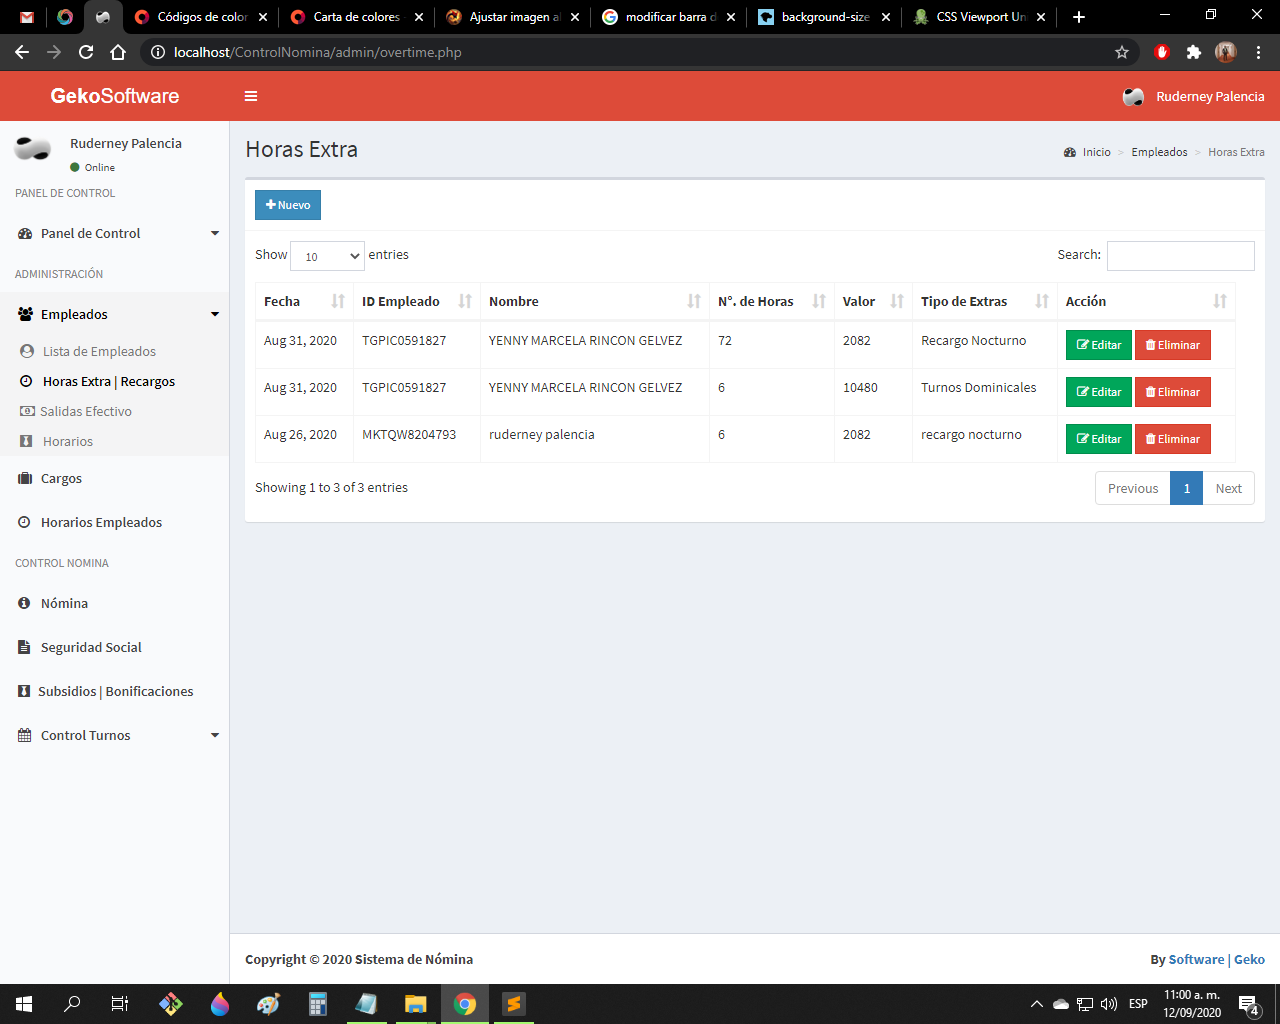 Códigos de color
Carta de colores
Ajustar imagen al
modificar barra d
background-size
CSS Viewport Un
localhost/ControlNomina/admin/overtime.php
GekoSoftware
Ruderney Palencia
Ruderney Palencia
Online
PANEL DE CONTROL
Panel de Control
ADMINISTRACIÓN
Empleados
Lista de Empleados
Horas Extra | Recargos
Salidas Efectivo
Horarios
Cargos
Horarios Empleados
CONTROL NOMINA
Nómina
Seguridad Social
Subsidios | Bonificaciones
Control Turnos
Horas Extra
Inicio > Empleados > Horas Extra
Nuevo
Show 10 entries
Search:
Fecha ID Empleado Nombre N°. de Horas Valor Tipo de Extras Acción
Aug 31, 2020 TGPIC0591827 YENNY MARCELA RINCON GELVEZ 72 2082 Recargo Nocturno Editar Eliminar
Aug 31, 2020 TGPIC0591827 YENNY MARCELA RINCON GELVEZ 6 10480 Turnos Dominicales Editar Eliminar
Aug 26, 2020 MKTQW8204793 ruderney palencia 6 2082 recargo nocturno Editar Eliminar
Showing 1 to 3 of 3 entries
Previous 1 Next
Copyright © 2020 Sistema de Nómina
By Software | Geko
ESP
11:00 a. m.
12/09/2020
4